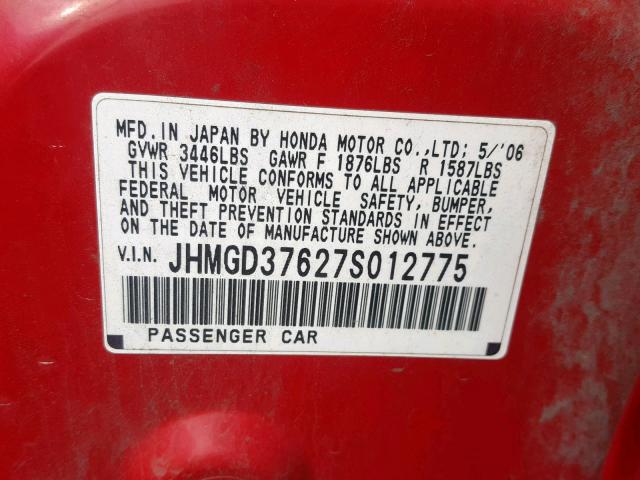 MFD.IN JAPAN BY HONDA MOTOR CO.,LTD; 5/'06
GVWR 3446LBS GAWR F 1876LBS R 1587LBS
THIS VEHICLE CONFORMS TO ALL APPLICABLE
FEDERAL MOTOR VEHICLE SAFETY, BUMPER,
AND THEFT PREVENTION STANDARDS IN EFFECT
ON THE DATE OF MANUFACTURE SHOWN ABOVE.
V.I.N. JHMGD37627S012775
PASSENGER CAR